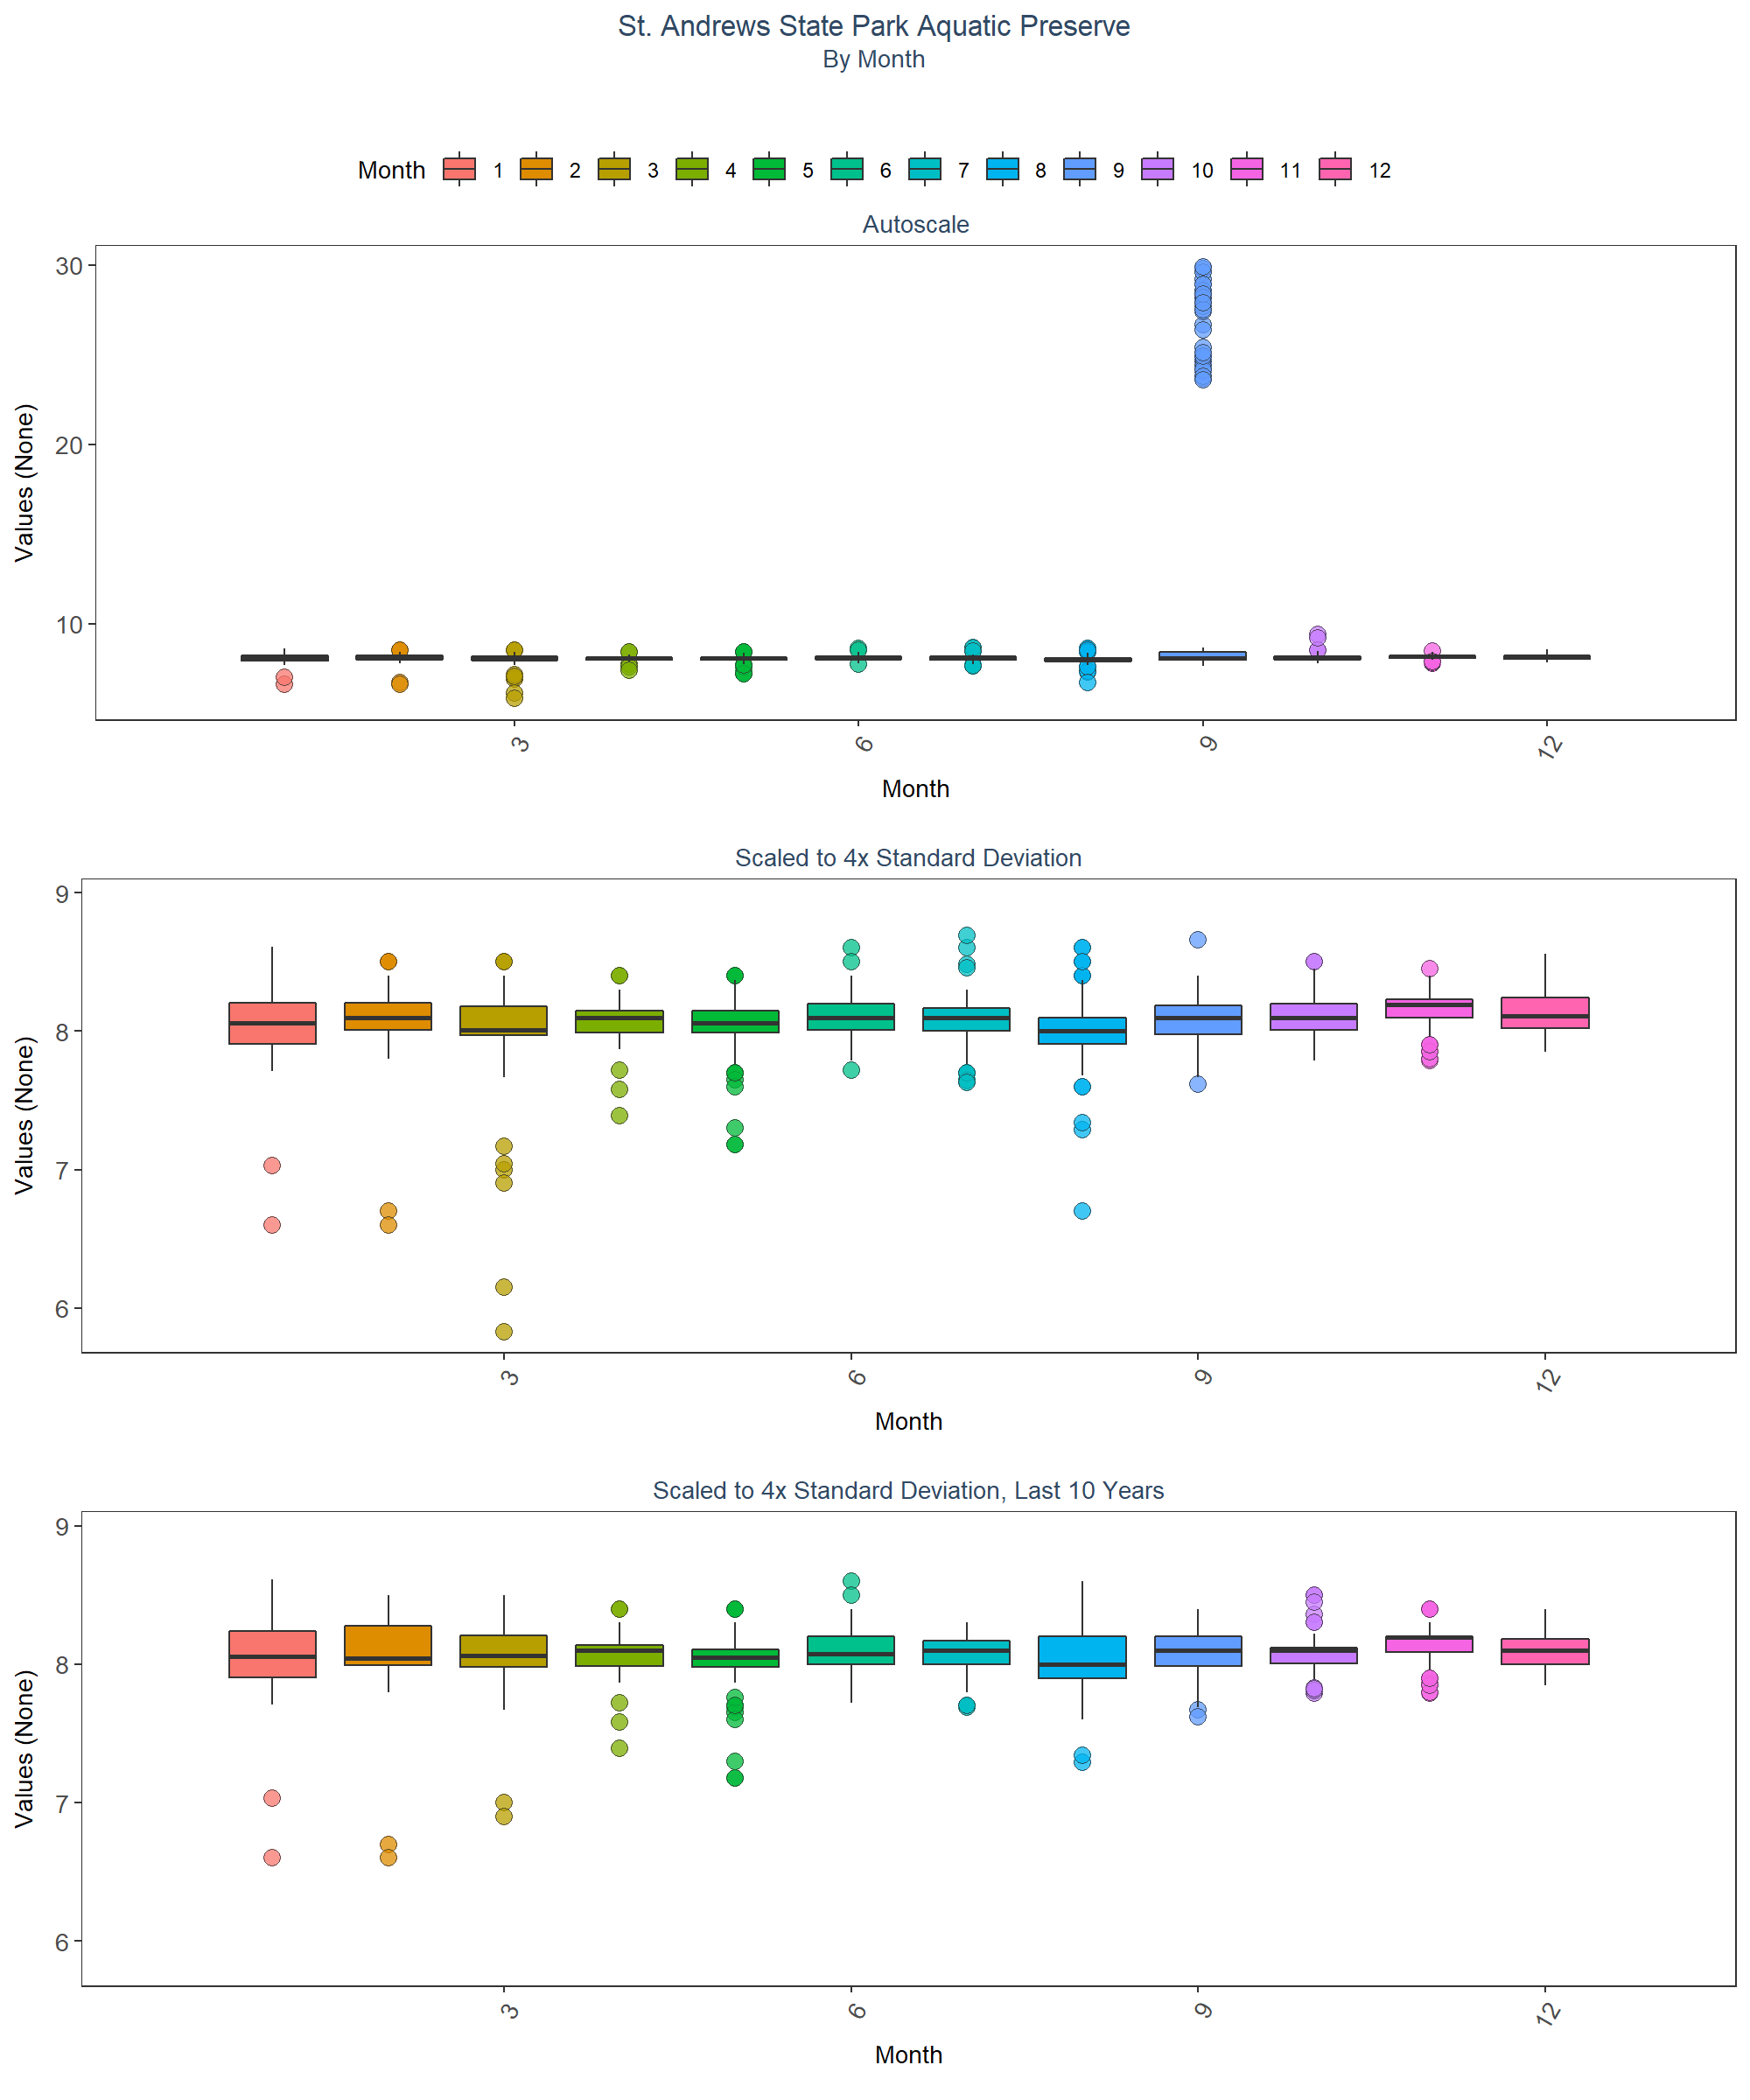 St. Andrews State Park Aquatic Preserve
By Month
Month 1 2 3 4 5 6 7 8 9 10 11 12
Autoscale
30
20
10
Values (None)
3 6 9 12
Month
Scaled to 4x Standard Deviation
9
8
7
6
Values (None)
3 6 9 12
Month
Scaled to 4x Standard Deviation, Last 10 Years
9
8
7
6
Values (None)
3 6 9 12
Month